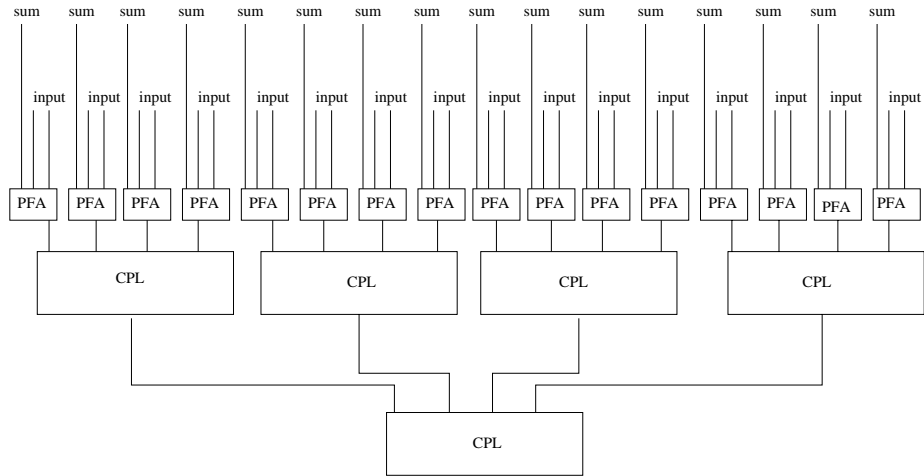 sum sum sum sum sum sum sum sum sum sum sum sum sum sum sum sum
input input input input input input input input input input input input input input input input
PFA PFA PFA PFA PFA PFA PFA PFA PFA PFA PFA PFA PFA PFA PFA PFA
CPL CPL CPL CPL
CPL